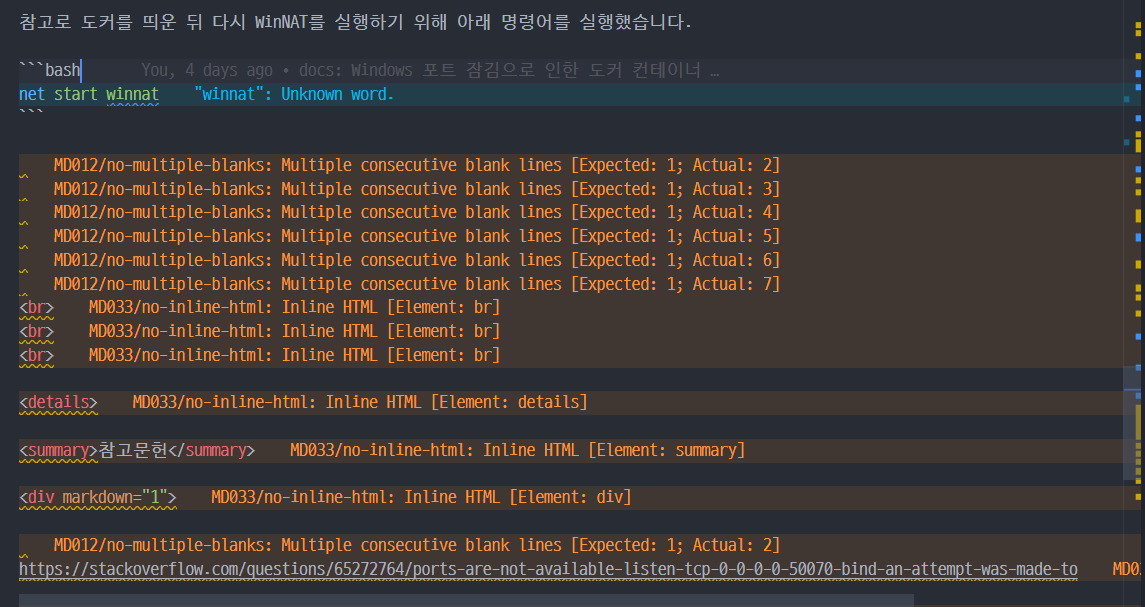 참고로 도커를 띄운 뒤 다시 WinNAT를 실행하기 위해 아래 명령어를 실행했습니다.
```bash You, 4 days ago • docs: Windows 포트 잠김으로 인한 도커 컨테이너 …
net start winnat "winnat": Unknown word.
```
MD012/no-multiple-blanks: Multiple consecutive blank lines [Expected: 1; Actual: 2]
MD012/no-multiple-blanks: Multiple consecutive blank lines [Expected: 1; Actual: 3]
MD012/no-multiple-blanks: Multiple consecutive blank lines [Expected: 1; Actual: 4]
MD012/no-multiple-blanks: Multiple consecutive blank lines [Expected: 1; Actual: 5]
MD012/no-multiple-blanks: Multiple consecutive blank lines [Expected: 1; Actual: 6]
MD012/no-multiple-blanks: Multiple consecutive blank lines [Expected: 1; Actual: 7]
<br> MD033/no-inline-html: Inline HTML [Element: br]
<br> MD033/no-inline-html: Inline HTML [Element: br]
<br> MD033/no-inline-html: Inline HTML [Element: br]
<details> MD033/no-inline-html: Inline HTML [Element: details]
<summary>참고문헌</summary> MD033/no-inline-html: Inline HTML [Element: summary]
<div markdown="1"> MD033/no-inline-html: Inline HTML [Element: div]
MD012/no-multiple-blanks: Multiple consecutive blank lines [Expected: 1; Actual: 2]
https://stackoverflow.com/questions/65272764/ports-are-not-available-listen-tcp-0-0-0-0-50070-bind-an-attempt-was-made-to